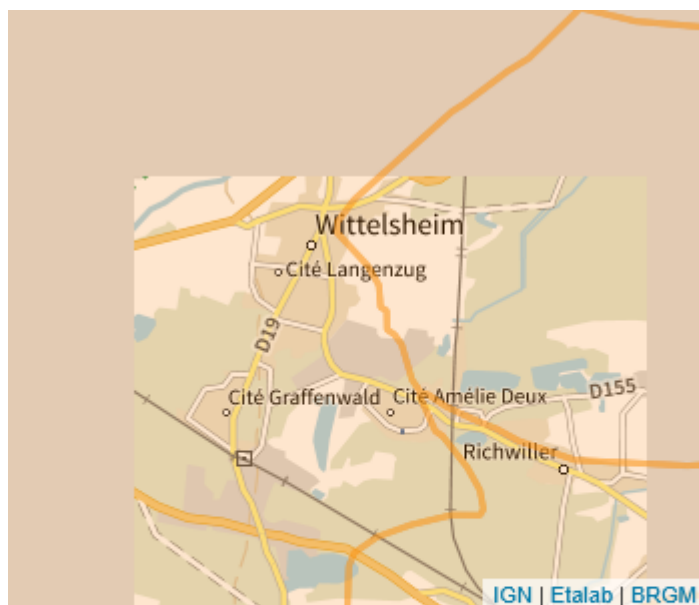 Wittelsheim
Cité Langenzug
D19
Cité Graffenwald
Cité Amélie Deux
D155
Richwiller
IGN | Etalab | BRGM